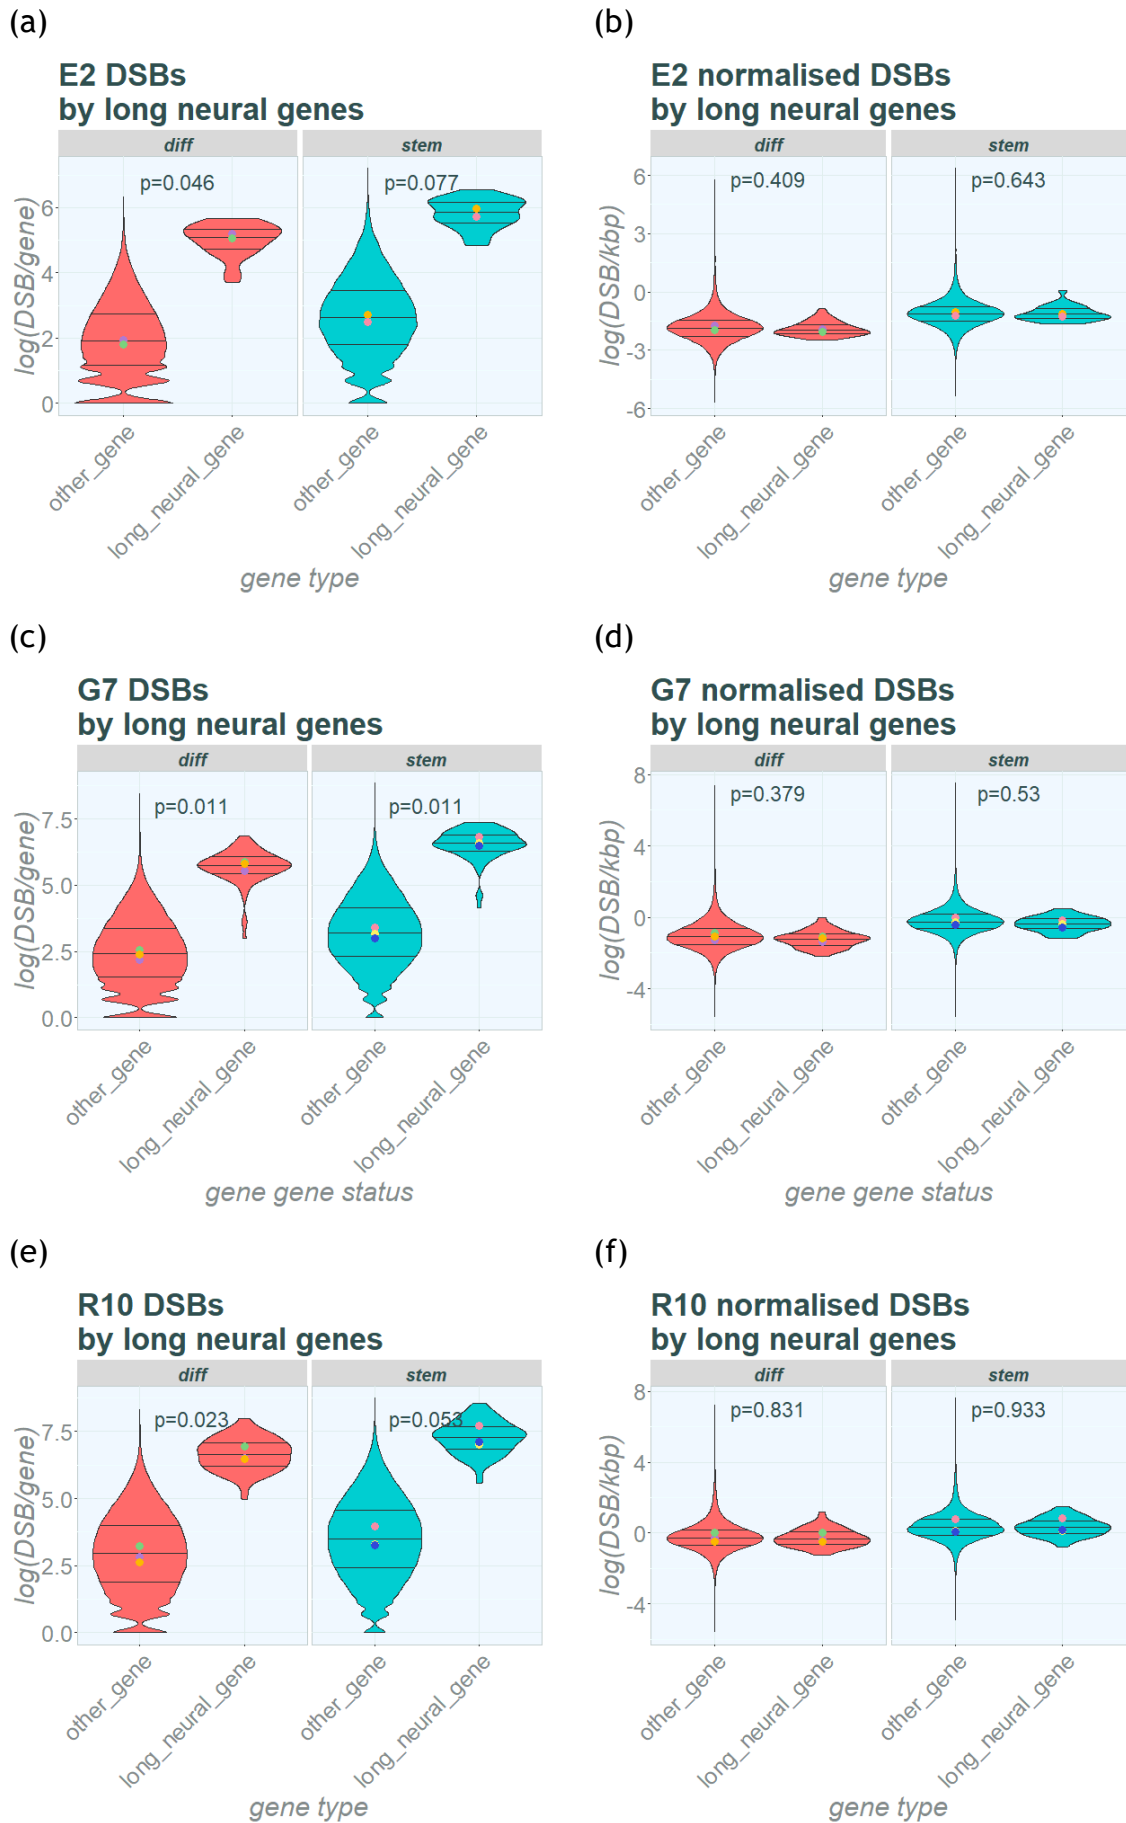 (a)
E2 DSBs
by long neural genes
diff
stem
p=0.046
p=0.077
6
4
2
0
log(DSB/gene)
other_gene
long_neural_gene
other_gene
long_neural_gene
gene type
(b)
E2 normalised DSBs
by long neural genes
diff
stem
p=0.409
p=0.643
6
3
0
-3
-6
log(DSB/kbp)
other_gene
long_neural_gene
other_gene
long_neural_gene
gene type
(c)
G7 DSBs
by long neural genes
diff
stem
p=0.011
p=0.011
7.5
5.0
2.5
0.0
log(DSB/gene)
other_gene
long_neural_gene
other_gene
long_neural_gene
gene gene status
(d)
G7 normalised DSBs
by long neural genes
diff
stem
p=0.379
p=0.53
8
4
0
-4
log(DSB/kbp)
other_gene
long_neural_gene
other_gene
long_neural_gene
gene gene status
(e)
R10 DSBs
by long neural genes
diff
stem
p=0.023
p=0.053
7.5
5.0
2.5
0.0
log(DSB/gene)
other_gene
long_neural_gene
other_gene
long_neural_gene
gene type
(f)
R10 normalised DSBs
by long neural genes
diff
stem
p=0.831
p=0.933
8
4
0
-4
log(DSB/kbp)
other_gene
long_neural_gene
other_gene
long_neural_gene
gene type